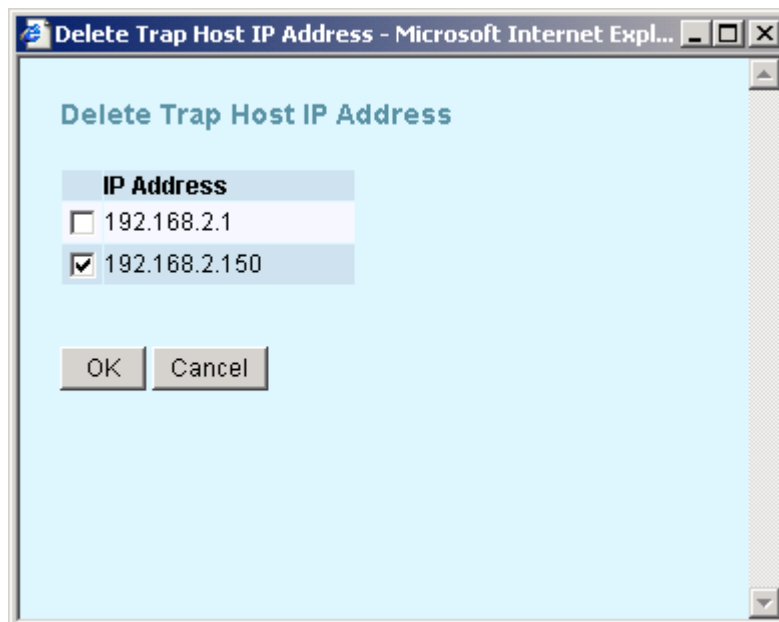 Delete Trap Host IP Address - Microsoft Internet Expl...
Delete Trap Host IP Address
IP Address
192.168.2.1
192.168.2.150
OK Cancel